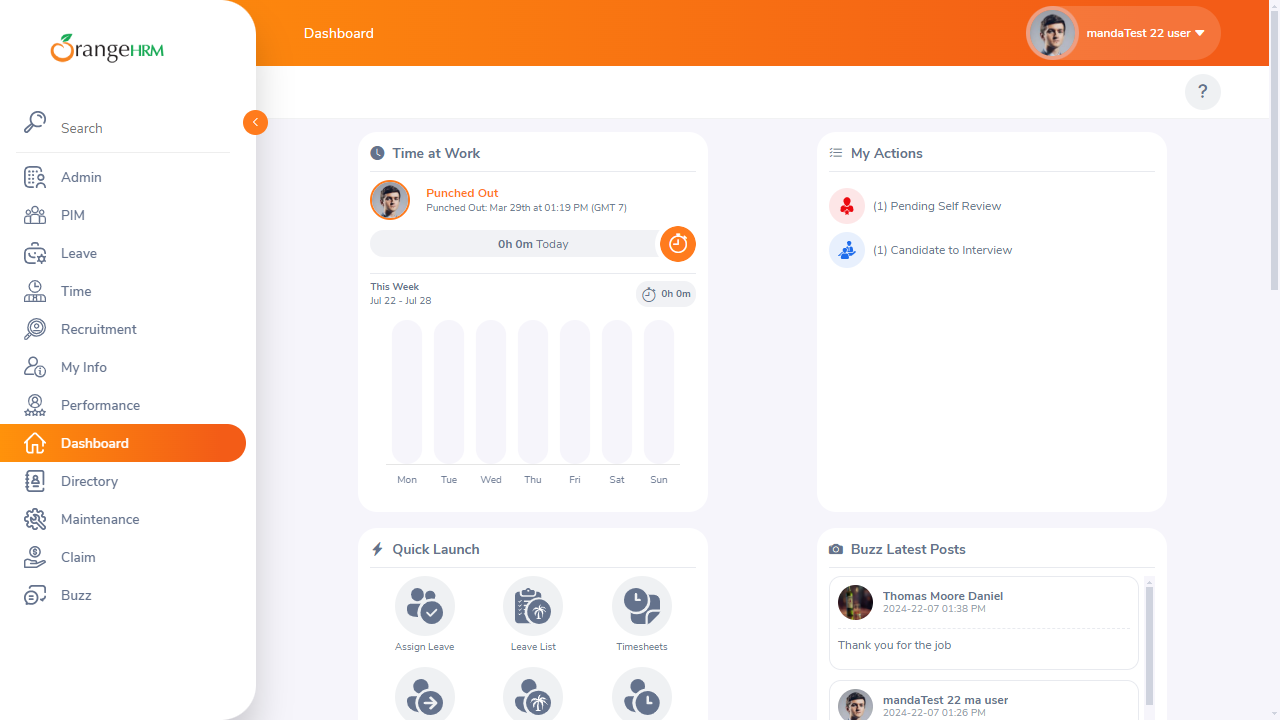 OrangeHRM
Dashboard
mandaTest 22 user
?
Search
Admin
PIM
Leave
Time
Recruitment
My Info
Performance
Dashboard
Directory
Maintenance
Claim
Buzz
Time at Work
Punched Out
Punched Out: Mar 29th at 01:19 PM (GMT 7)
0h 0m Today
This Week
Jul 22 - Jul 28
0h 0m
Mon Tue Wed Thu Fri Sat Sun
My Actions
(1) Pending Self Review
(1) Candidate to Interview
Quick Launch
Assign Leave Leave List Timesheets
Buzz Latest Posts
Thomas Moore Daniel
2024-22-07 01:38 PM
Thank you for the job
mandaTest 22 ma user
2024-22-07 01:26 PM